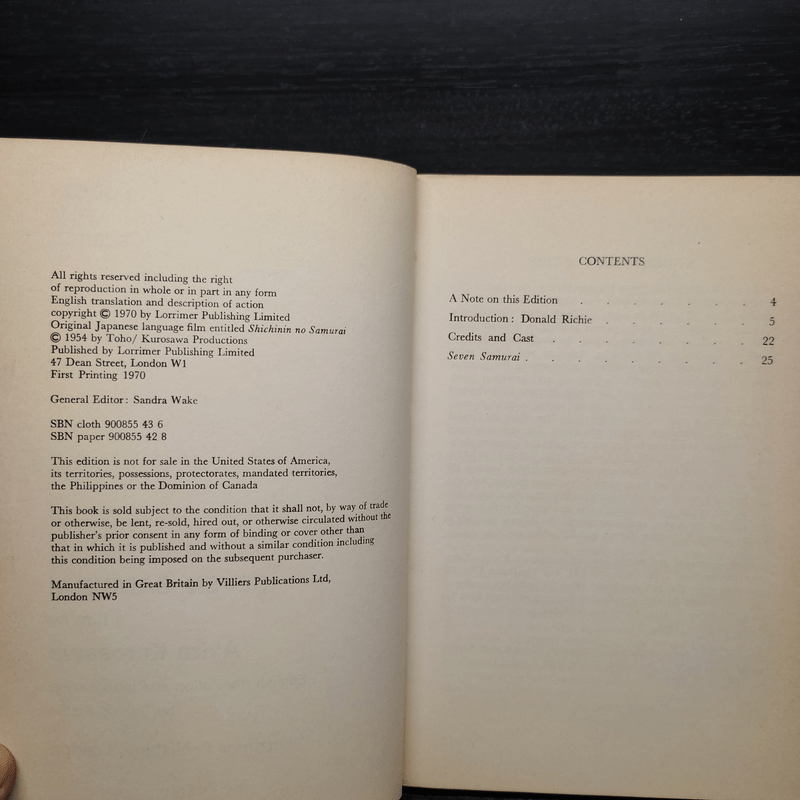 All rights reserved including the right
of reproduction in whole or in part in any form
English translation and description of action
copyright © 1970 by Lorrimer Publishing Limited
Original Japanese language film entitled Shichinin no Samurai
© 1954 by Toho/ Kurosawa Productions
Published by Lorrimer Publishing Limited
47 Dean Street, London W1
First Printing 1970
General Editor: Sandra Wake
SBN cloth 900855 43 6
SBN paper 900855 42 8
This edition is not for sale in the United States of America,
its territories, possessions, protectorates, mandated territories,
the Philippines or the Dominion of Canada
This book is sold subject to the condition that it shall not, by way of trade
or otherwise, be lent, re-sold, hired out, or otherwise circulated without the
publisher's prior consent in any form of binding or cover other than
that in which it is published and without a similar condition including
this condition being imposed on the subsequent purchaser.
Manufactured in Great Britain by Villiers Publications Ltd,
London NW5
CONTENTS
A Note on this Edition . . . . . . . 4
Introduction: Donald Richie . . . . . . 5
Credits and Cast . . . . . . . . 22
Seven Samurai . . . . . . . . . 25